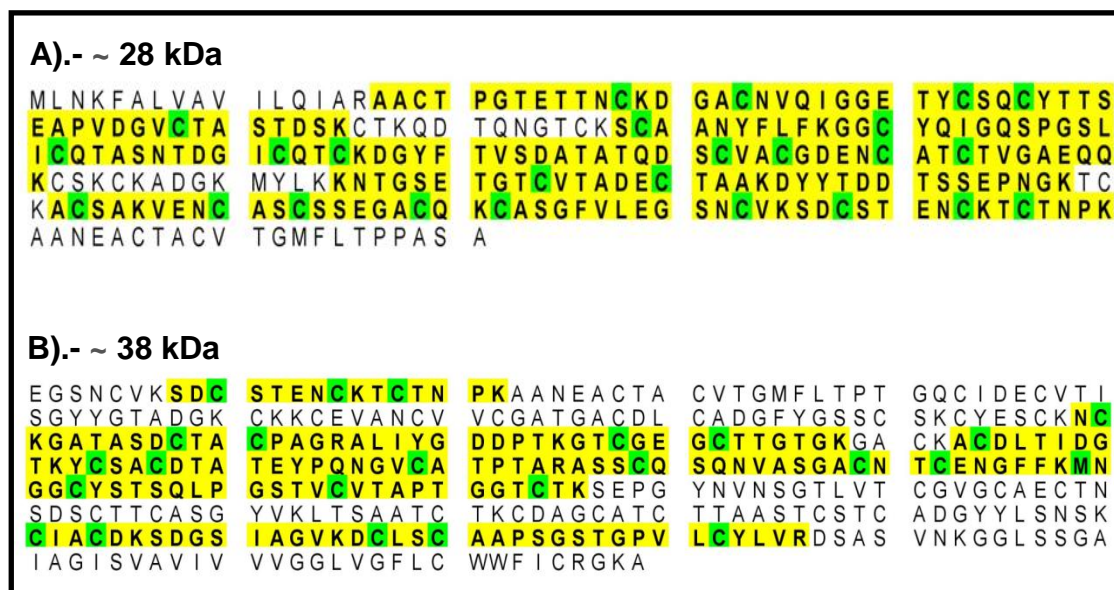 A).- ~ 28 kDa
MLNKFALVAV ILQIARAACT PGTETTNCKD GACNVQIGGE TYCSQCYTTS
EAPVDGVCTA STDSKCTKQD TQNGTCKSCA ANYFLFKGGC YQIGQSPGSL
ICQTASNTDG ICQTCKDGYF TVSDATATQD SCVACGDENC ATCTVGAEQQ
KCSKCKADGK MYLKKNTGSE TGTCVTADEC TAAKDYYTDD TSSEPNGKTC
KACSAKVENC ASCSSEGACQ KCASGFVLEG SNCVKSDCST ENCKTCTNPK
AANEACTACV TGMFLTPPAS A
B).- ~ 38 kDa
EGSNCVKSDC STENCKTCTN PKAANEACTA CVTGMFLTPT GQCIDECVTI
SGYYGTADGK CKKCEVANCV VCGATGACDL CADGFYGSSC SKCYESCKNC
KGATASDCTA CPAGRALIYG DDPTKGTCGE GCTTGTGKGA CKACDLTIDG
TKYCSACDTA TEYPQNGVCA TPTARASSCQ SQNVASGACN TCENGFFKMN
GGCYSTSQLP GSTVCVTAPT GGTCTKSEPG YNVNSGTLVT CGVGCAECTN
SDSCTTCASG YVKLTSAATC TKCDAGCATC TTAASTCSTC ADGYYLSNSK
CIACDKSDGS IAGVKDCLSC AAPSGSTGPV LCYLVRDSAS VNKGGLSSGA
IAGISVAVIV VVGGLVGFLC WWFICRGKA